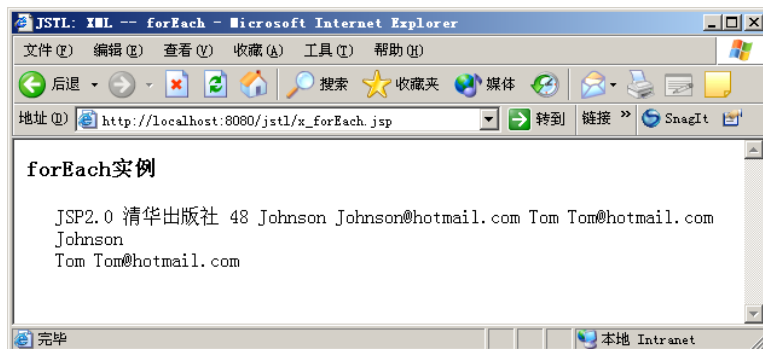 JSTL: XML -- forEach - Microsoft Internet Explorer
文件(F) 编辑(E) 查看(V) 收藏(A) 工具(T) 帮助(H)
后退 搜索 收藏夹 媒体
地址(D) http://localhost:8080/jstl/x_forEach.jsp 转到 链接 » SnagIt
forEach实例
JSP2.0 清华出版社 48 Johnson Johnson@hotmail.com Tom Tom@hotmail.com
Johnson
Tom Tom@hotmail.com
完毕 本地 Intranet